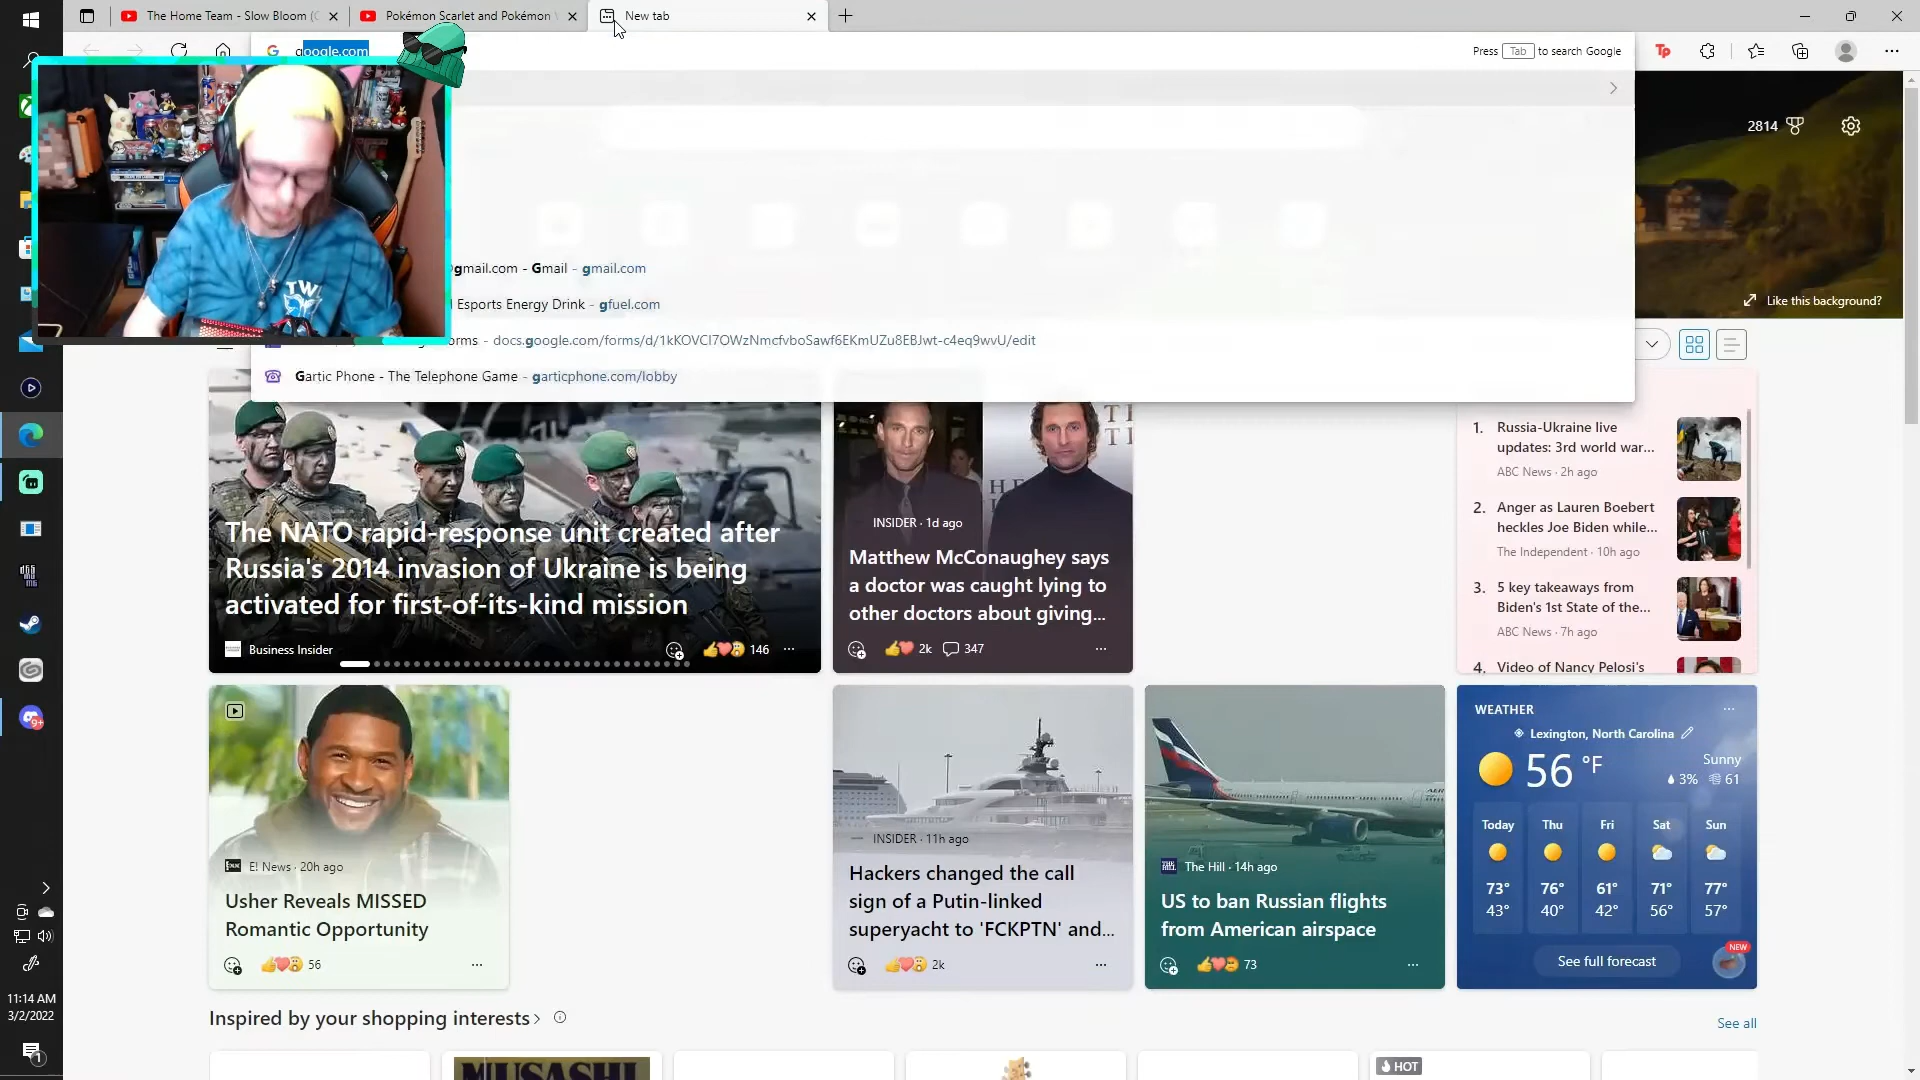 The Home Team - Slow Bloom (
Pokémon Scarlet and Pokémon
New tab
google.com
Press Tab to search Google
2814
Like this background?
gmail.com - Gmail - gmail.com
Esports Energy Drink - gfuel.com
orms - docs.google.com/forms/d/1kKOVCI7OWzNmcfvboSawf6EKmUZu8EBJwt-c4eq9wvU/edit
Gartic Phone - The Telephone Game - garticphone.com/lobby
TW
The NATO rapid-response unit created after
Russia's 2014 invasion of Ukraine is being
activated for first-of-its-kind mission
Business Insider
146
INSIDER · 1d ago
Matthew McConaughey says
a doctor was caught lying to
other doctors about giving...
2k
347
1. Russia-Ukraine live
updates: 3rd world war...
ABC News · 2h ago
2. Anger as Lauren Boebert
heckles Joe Biden while...
The Independent · 10h ago
3. 5 key takeaways from
Biden's 1st State of the...
ABC News · 7h ago
4. Video of Nancy Pelosi's
E! News · 20h ago
Usher Reveals MISSED
Romantic Opportunity
56
INSIDER · 11h ago
Hackers changed the call
sign of a Putin-linked
superyacht to 'FCKPTN' and...
2k
The Hill · 14h ago
US to ban Russian flights
from American airspace
73
WEATHER
Lexington, North Carolina
56 °F
Sunny
3% 61
Today Thu Fri Sat Sun
73° 76° 61° 71° 77°
43° 40° 42° 56° 57°
See full forecast
NEW
Inspired by your shopping interests
See all
MUSASHI
HOT
9+
11:14 AM
3/2/2022
1